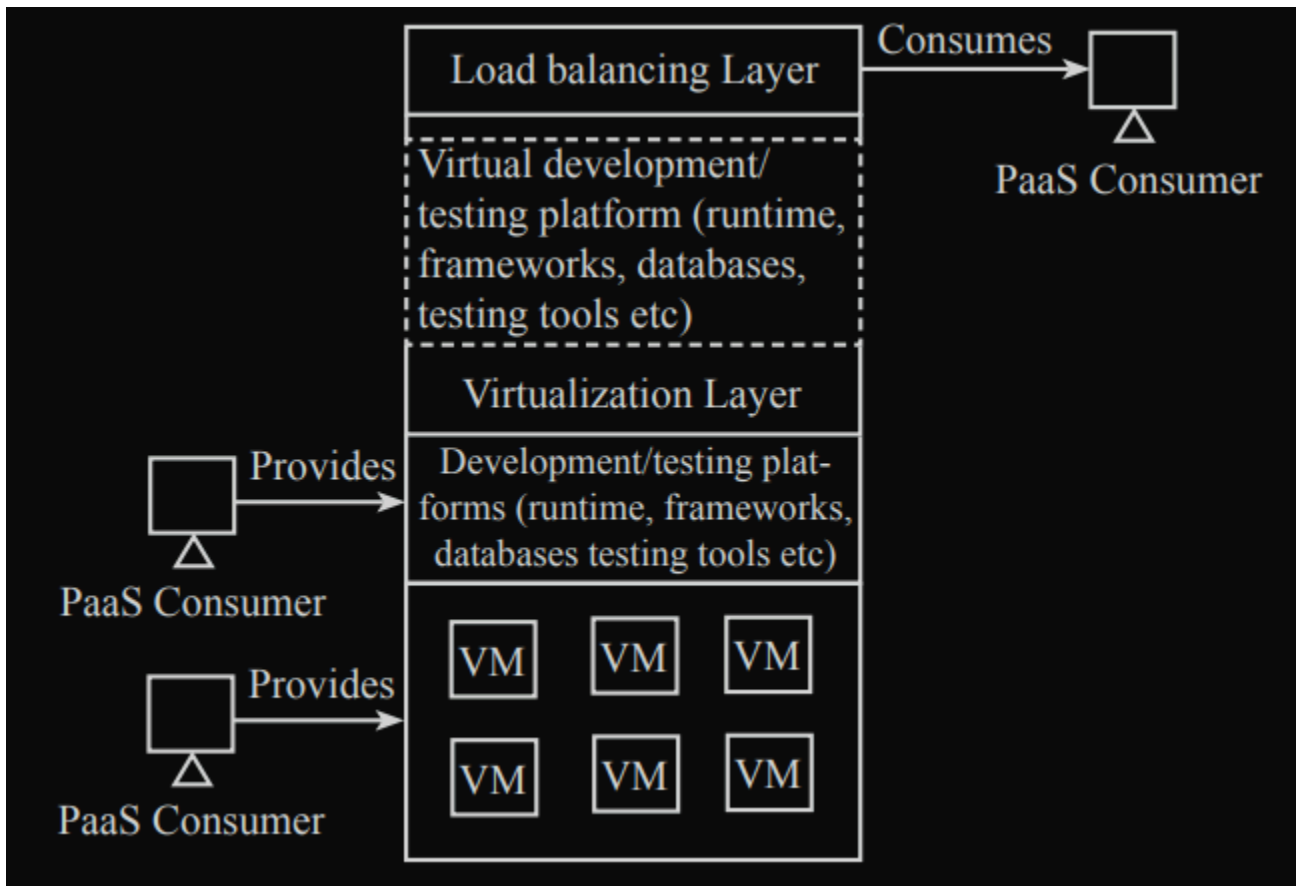 Load balancing Layer
Consumes
PaaS Consumer
Virtual development/
testing platform (runtime,
frameworks, databases,
testing tools etc)
Virtualization Layer
Provides
PaaS Consumer
Development/testing plat-
forms (runtime, frameworks,
databases testing tools etc)
Provides
PaaS Consumer
VM VM VM
VM VM VM